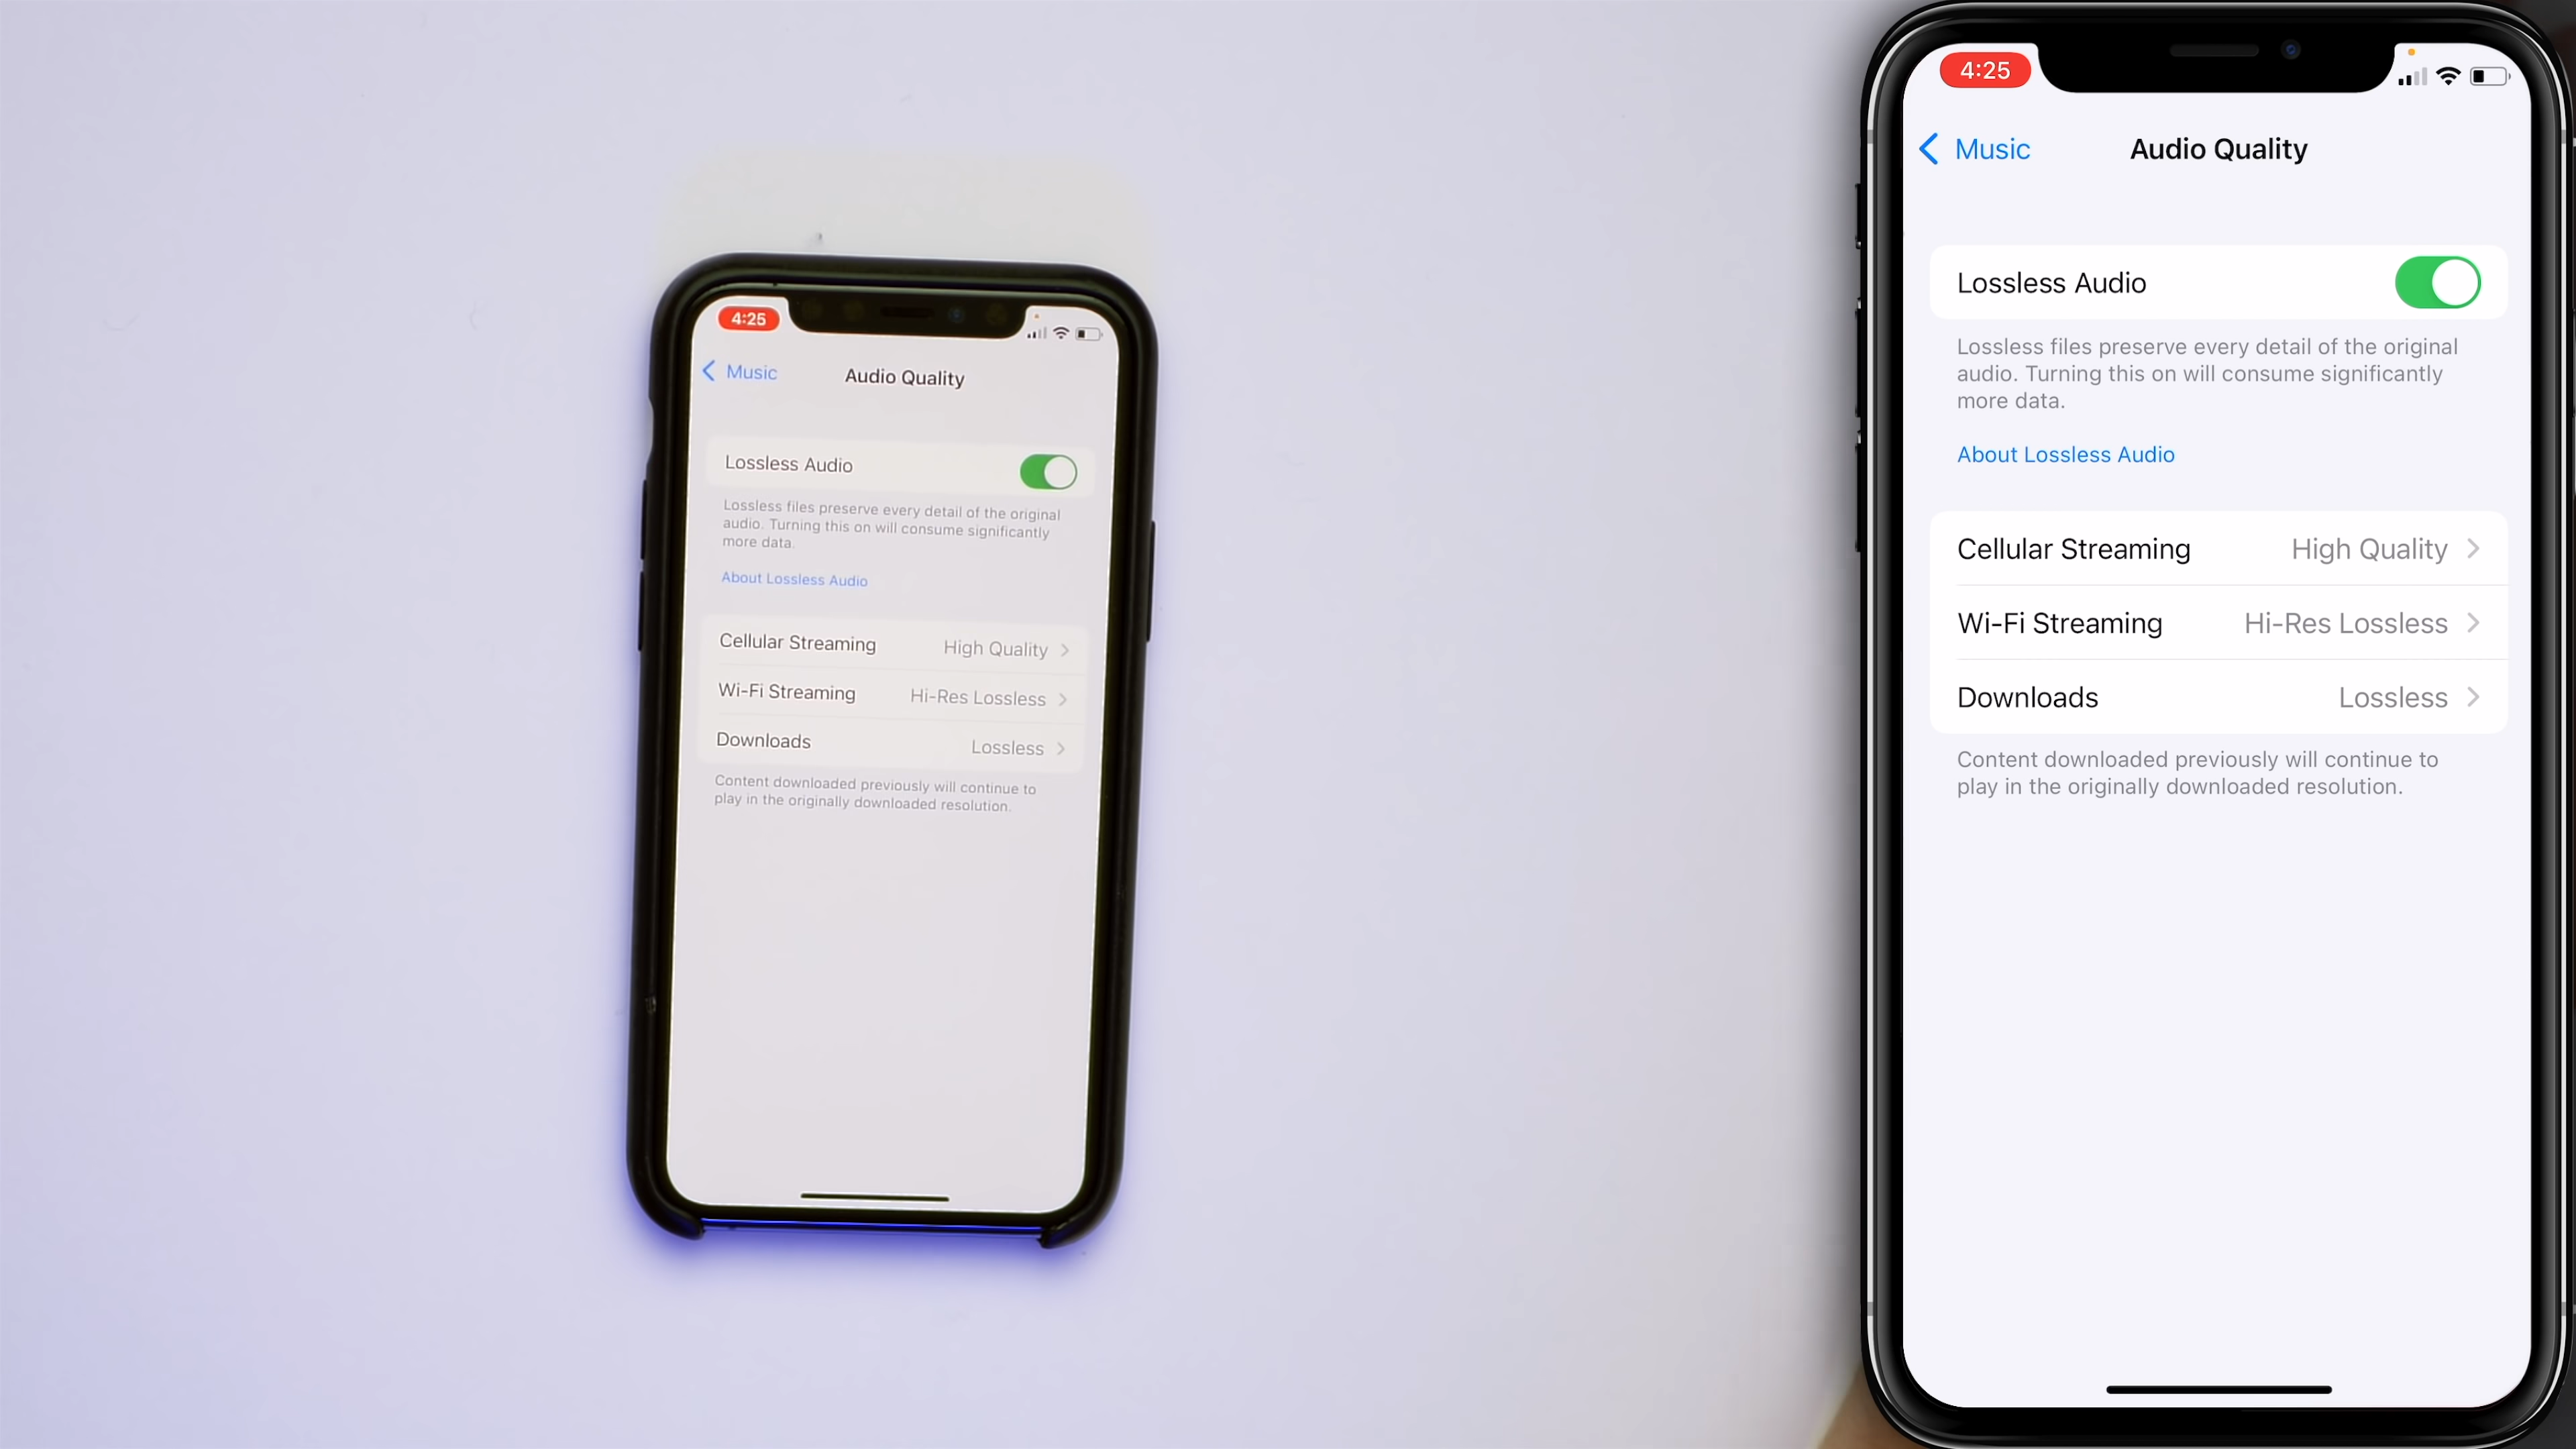 4:25
Music
Audio Quality
Lossless Audio
Lossless files preserve every detail of the original
audio. Turning this on will consume significantly
more data.
About Lossless Audio
Cellular Streaming High Quality
Wi-Fi Streaming Hi-Res Lossless
Downloads Lossless
Content downloaded previously will continue to
play in the originally downloaded resolution.
4:25
Music
Audio Quality
Lossless Audio
Lossless files preserve every detail of the original
audio. Turning this on will consume significantly
more data.
About Lossless Audio
Cellular Streaming High Quality
Wi-Fi Streaming Hi-Res Lossless
Downloads Lossless
Content downloaded previously will continue to
play in the originally downloaded resolution.